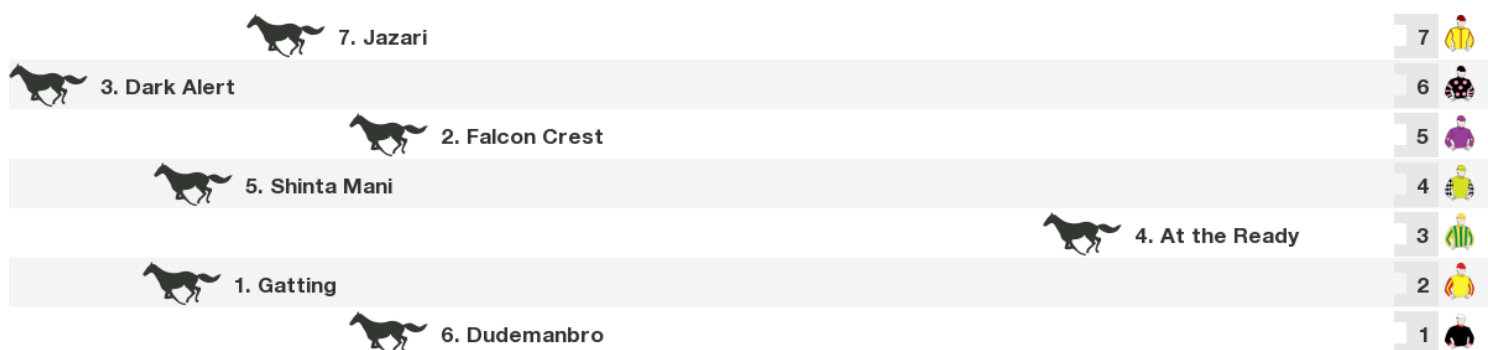 7. Jazari 7
3. Dark Alert 6
2. Falcon Crest 5
5. Shinta Mani 4
4. At the Ready 3
1. Gatting 2
6. Dudemanbro 1